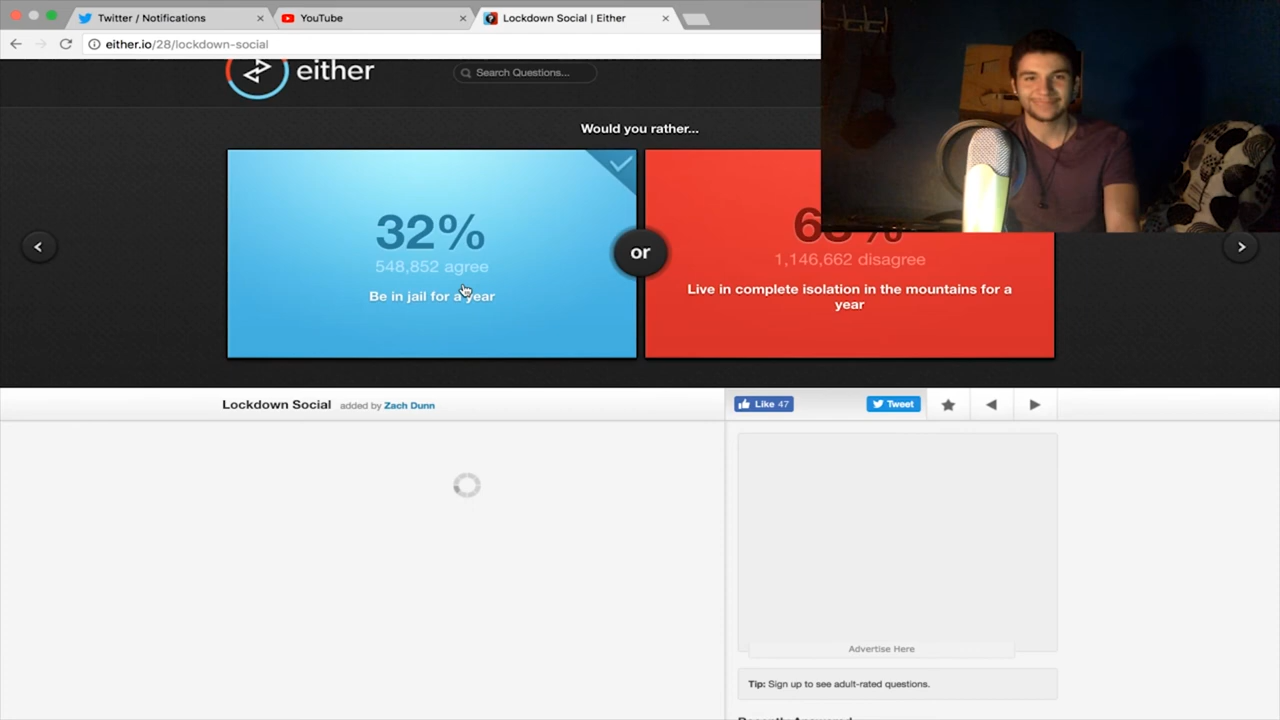 Twitter / Notifications
YouTube
Lockdown Social | Either
either.io/28/lockdown-social
either
Search Questions...
Would you rather...
32%
548,852 agree
Be in jail for a year
or
1,146,662 disagree
Live in complete isolation in the mountains for a
year
Lockdown Social added by Zach Dunn
Like 47
Tweet
Advertise Here
Tip: Sign up to see adult-rated questions.
Recently Answered